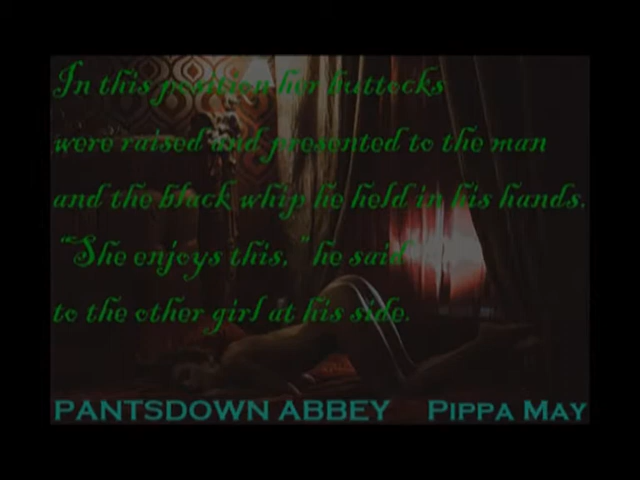 In this position her buttocks
were raised and presented to the man
and the black whip he held in his hands.
"She enjoys this," he said
to the other girl at his side.
PANTSDOWN ABBEY PIPPA MAY